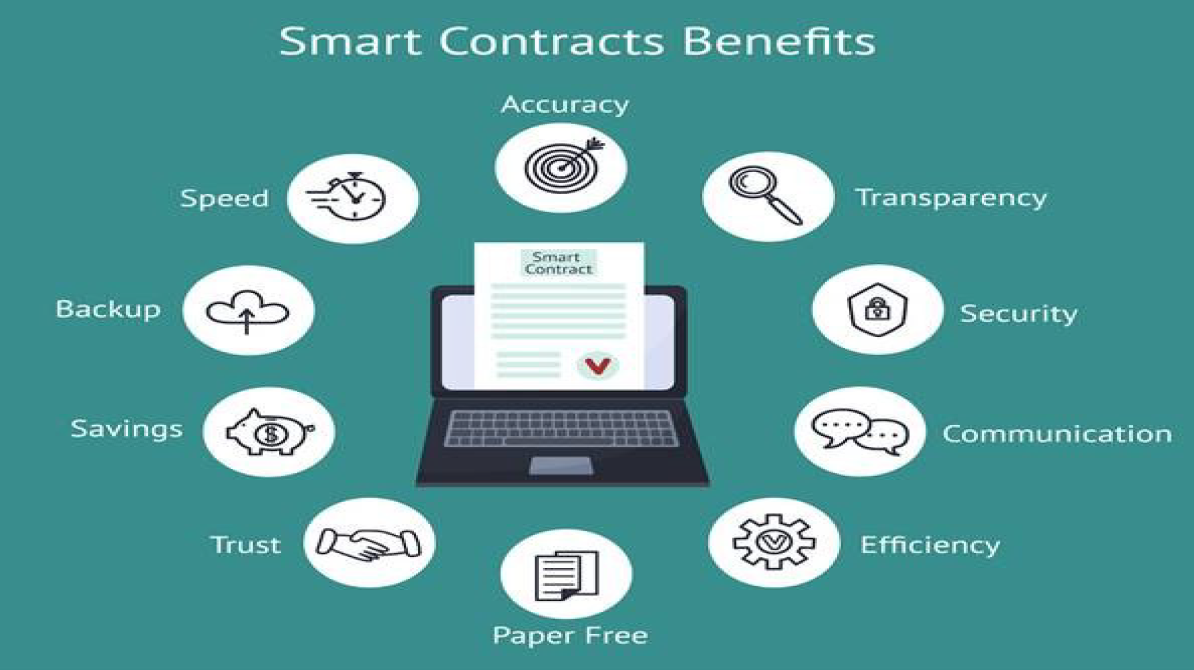 Smart Contracts Benefits
Accuracy
Speed
Transparency
Smart
Contract
Backup
Security
Savings
Communication
Trust
Efficiency
Paper Free